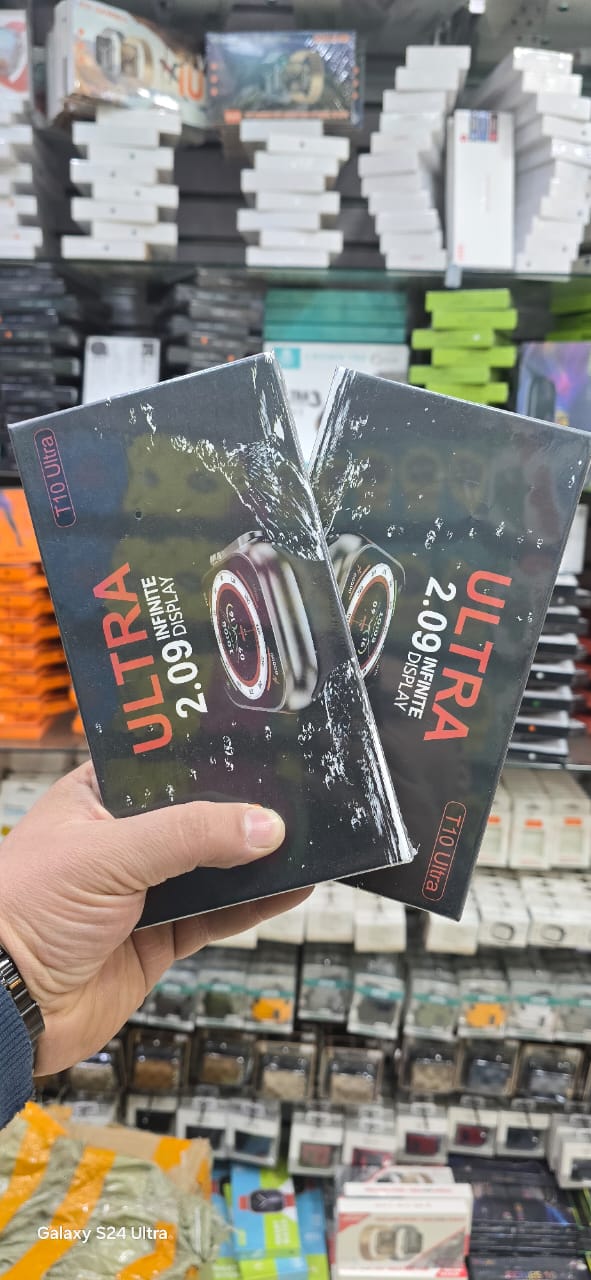 T10 Ultra
ULTRA
2.09 INFINITE
DISPLAY
ULTRA
2.09 INFINITE
DISPLAY
T10 Ultra
Galaxy S24 Ultra